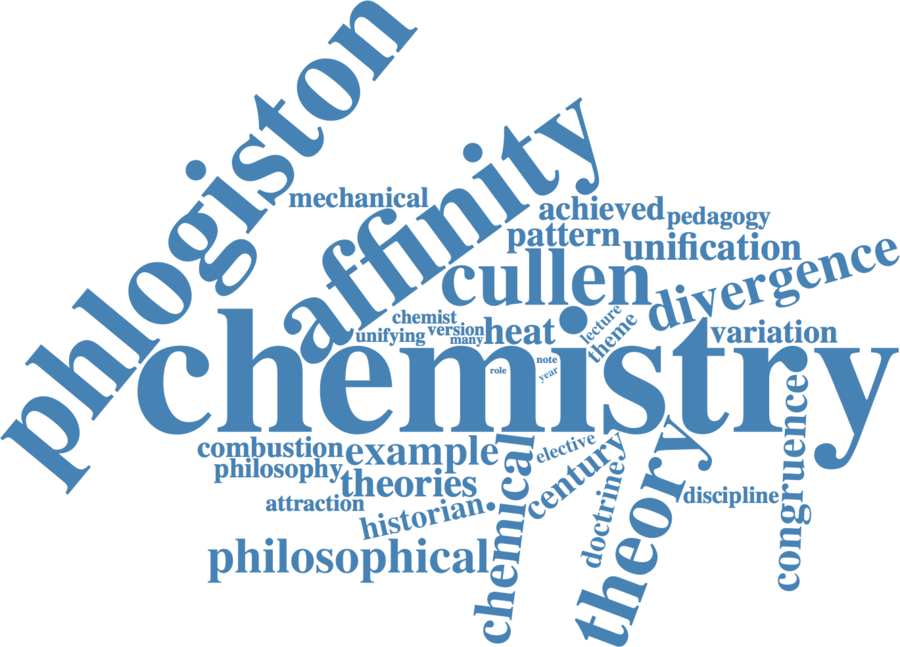 phlogiston
affinity
mechanical
achieved
pedagogy
pattern
unification
cullen
divergence
chemist
unifying
version
many
heat
lecture
theme
variation
chemistry
role
note
year
combustion
example
elective
philosophy
theories
chemical
century
doctrine
theory
discipline
congruence
attraction
historian
philosophical